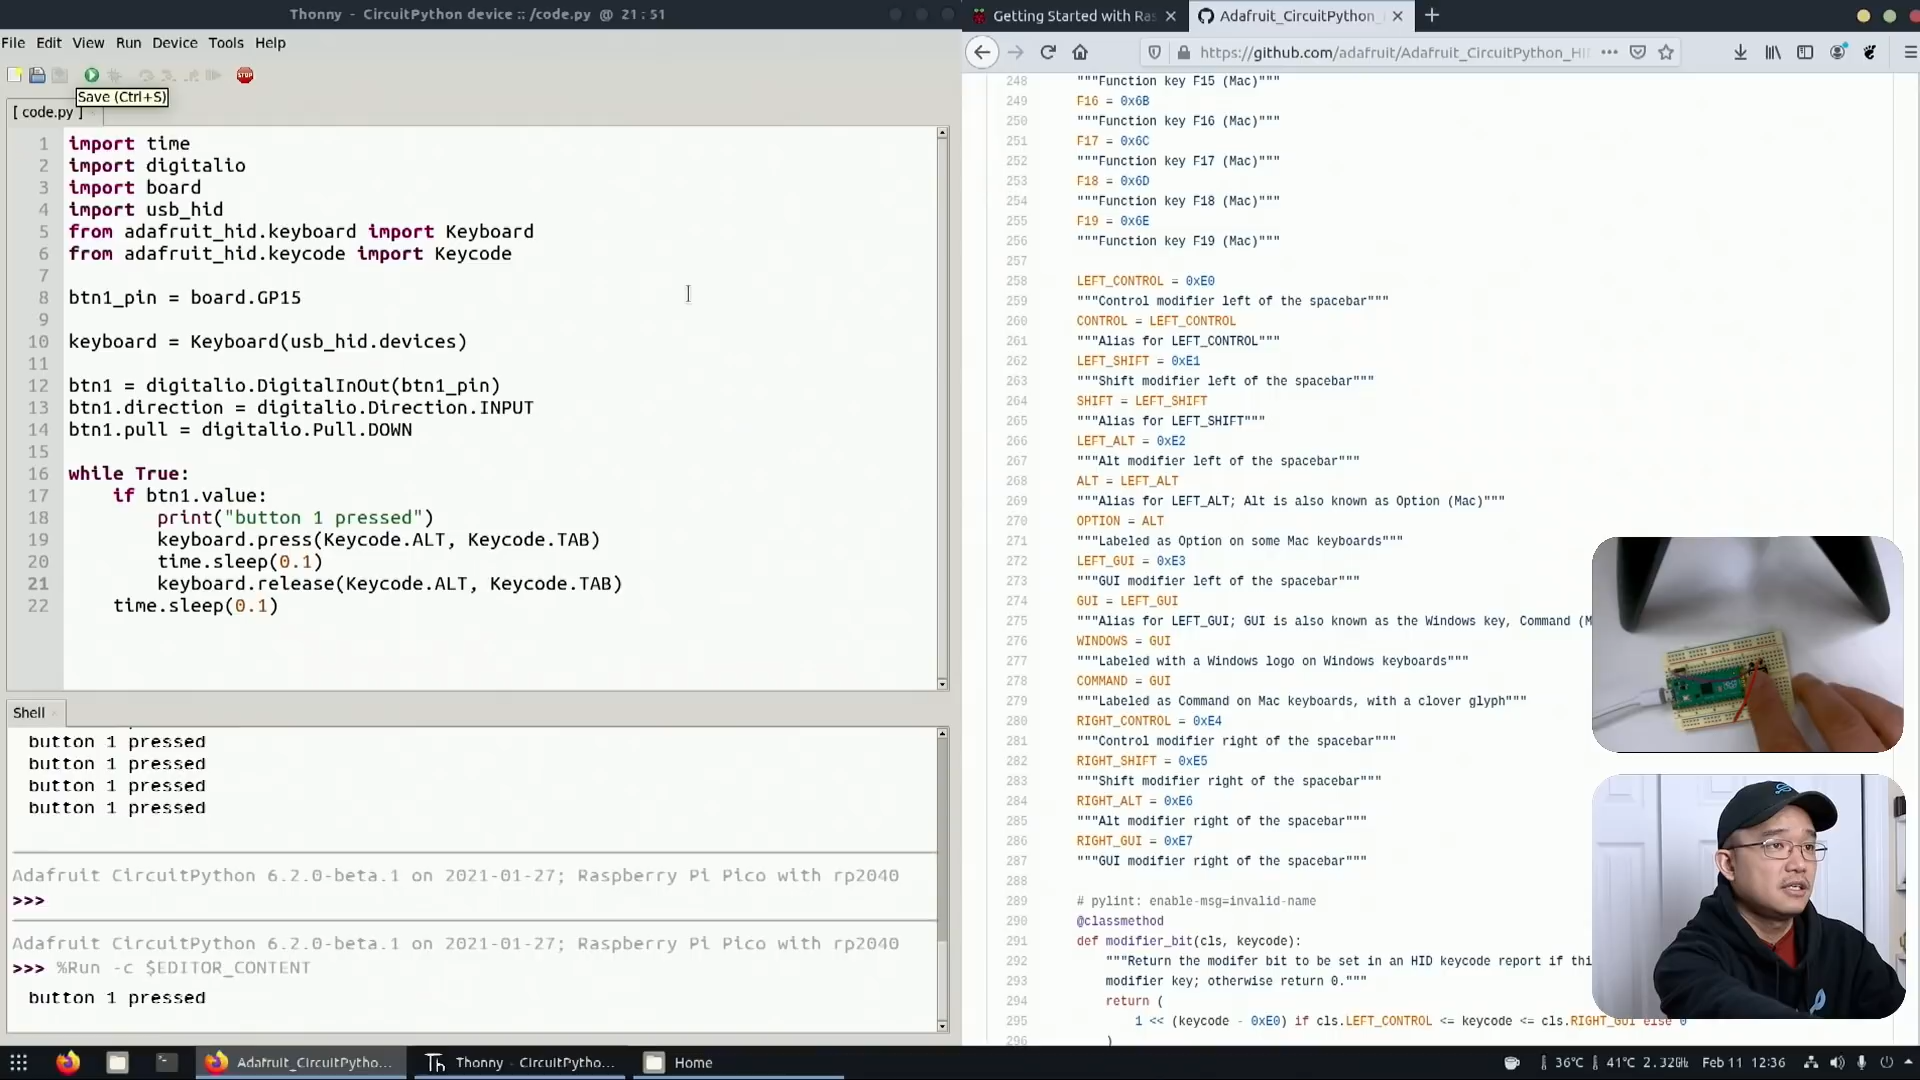 Thonny - CircuitPython device :: /code.py @ 21 : 51
File Edit View Run Device Tools Help
Save (Ctrl+S)
[ code.py ]
1 import time
2 import digitalio
3 import board
4 import usb_hid
5 from adafruit_hid.keyboard import Keyboard
6 from adafruit_hid.keycode import Keycode
7
8 btn1_pin = board.GP15
9
10 keyboard = Keyboard(usb_hid.devices)
11
12 btn1 = digitalio.DigitalInOut(btn1_pin)
13 btn1.direction = digitalio.Direction.INPUT
14 btn1.pull = digitalio.Pull.DOWN
15
16 while True:
17 if btn1.value:
18 print("button 1 pressed")
19 keyboard.press(Keycode.ALT, Keycode.TAB)
20 time.sleep(0.1)
21 keyboard.release(Keycode.ALT, Keycode.TAB)
22 time.sleep(0.1)
Shell
button 1 pressed
button 1 pressed
button 1 pressed
button 1 pressed
Adafruit CircuitPython 6.2.0-beta.1 on 2021-01-27; Raspberry Pi Pico with rp2040
>>>
Adafruit CircuitPython 6.2.0-beta.1 on 2021-01-27; Raspberry Pi Pico with rp2040
>>> %Run -c $EDITOR_CONTENT
button 1 pressed
Getting Started with Ras
Adafruit_CircuitPython_
https://github.com/adafruit/Adafruit_CircuitPython_HI
248 """Function key F15 (Mac)"""
249 F16 = 0x6B
250 """Function key F16 (Mac)"""
251 F17 = 0x6C
252 """Function key F17 (Mac)"""
253 F18 = 0x6D
254 """Function key F18 (Mac)"""
255 F19 = 0x6E
256 """Function key F19 (Mac)"""
257
258 LEFT_CONTROL = 0xE0
259 """Control modifier left of the spacebar"""
260 CONTROL = LEFT_CONTROL
261 """Alias for LEFT_CONTROL"""
262 LEFT_SHIFT = 0xE1
263 """Shift modifier left of the spacebar"""
264 SHIFT = LEFT_SHIFT
265 """Alias for LEFT_SHIFT"""
266 LEFT_ALT = 0xE2
267 """Alt modifier left of the spacebar"""
268 ALT = LEFT_ALT
269 """Alias for LEFT_ALT; Alt is also known as Option (Mac)"""
270 OPTION = ALT
271 """Labeled as Option on some Mac keyboards"""
272 LEFT_GUI = 0xE3
273 """GUI modifier left of the spacebar"""
274 GUI = LEFT_GUI
275 """Alias for LEFT_GUI; GUI is also known as the Windows key, Command (M
276 WINDOWS = GUI
277 """Labeled with a Windows logo on Windows keyboards"""
278 COMMAND = GUI
279 """Labeled as Command on Mac keyboards, with a clover glyph"""
280 RIGHT_CONTROL = 0xE4
281 """Control modifier right of the spacebar"""
282 RIGHT_SHIFT = 0xE5
283 """Shift modifier right of the spacebar"""
284 RIGHT_ALT = 0xE6
285 """Alt modifier right of the spacebar"""
286 RIGHT_GUI = 0xE7
287 """GUI modifier right of the spacebar"""
288
289 # pylint: enable-msg=invalid-name
290 @classmethod
291 def modifier_bit(cls, keycode):
292 """Return the modifer bit to be set in an HID keycode report if thi
293 modifier key; otherwise return 0."""
294 return (
295 1 << (keycode - 0xE0) if cls.LEFT_CONTROL <= keycode <= cls.RIGHT_GUI else 0
296 )
Adafruit_CircuitPytho...
Thonny - CircuitPytho...
Home
36°C 41°C 2.32GHz Feb 11 12:36